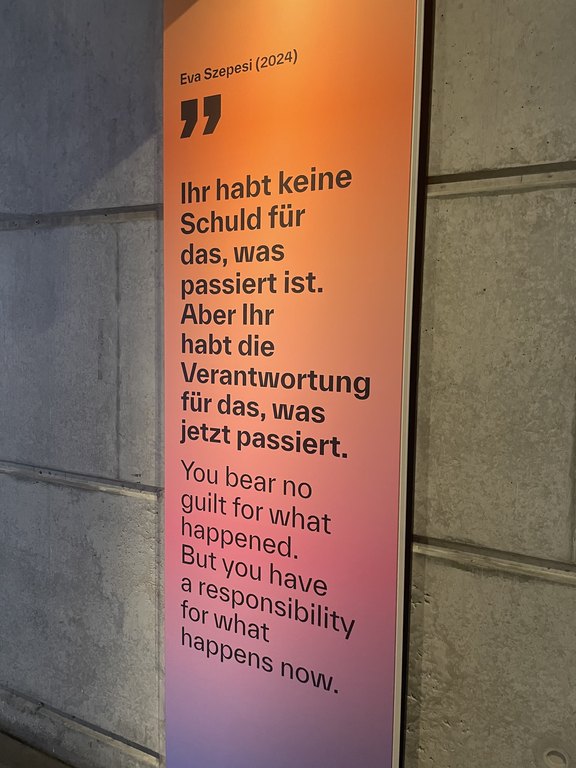 Eva Szepesi (2024)
”
Ihr habt keine
Schuld für
das, was
passiert ist.
Aber Ihr
habt die
Verantwortung
für das, was
jetzt passiert.
You bear no
guilt for what
happened.
But you have
a responsibility
for what
happens now.